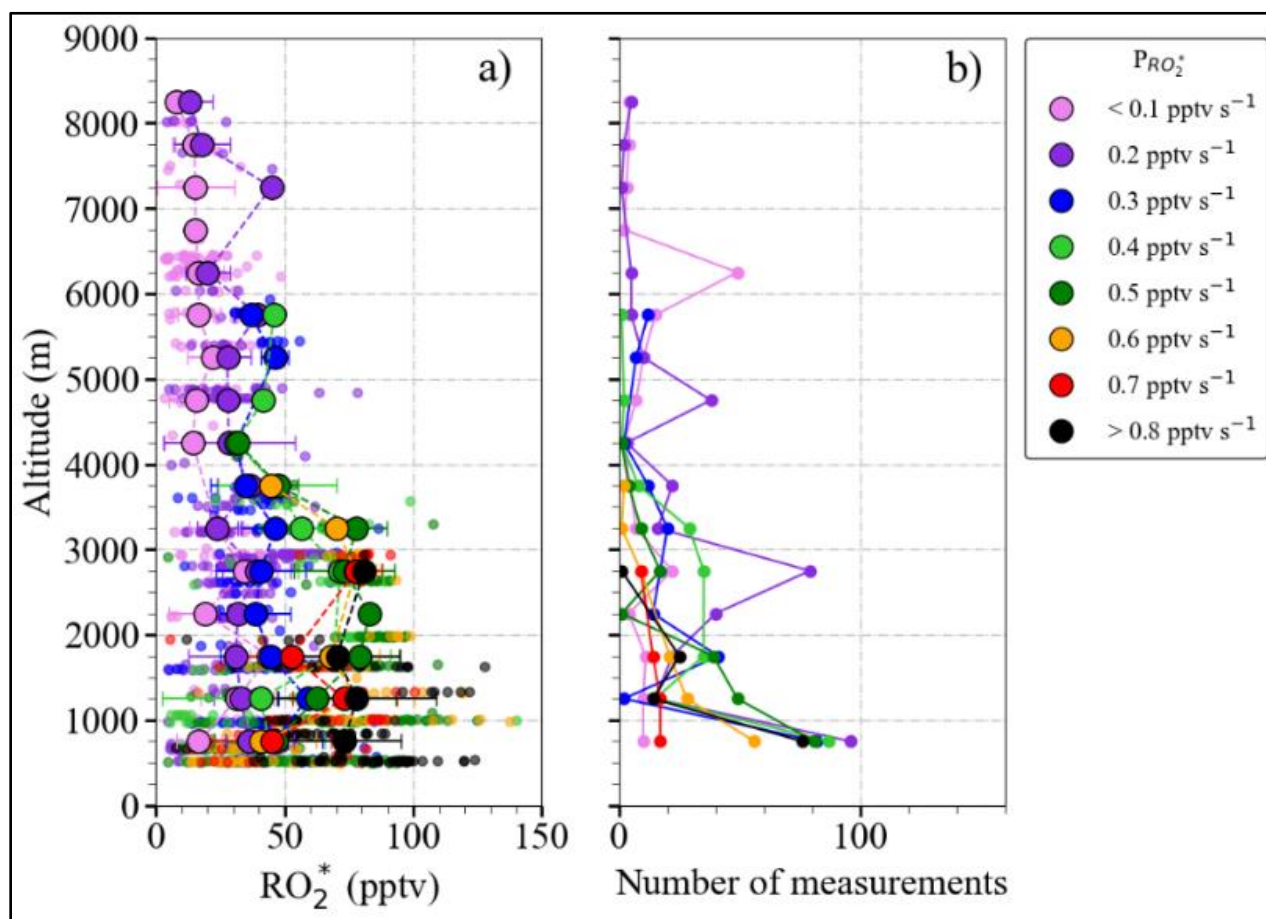 9000
8000
7000
6000
5000
4000
3000
2000
1000
0
Altitude (m)
a)
0 50 100 150
RO₂* (pptv)
b)
0 100
Number of measurements
P_RO₂*
< 0.1 pptv s⁻¹
0.2 pptv s⁻¹
0.3 pptv s⁻¹
0.4 pptv s⁻¹
0.5 pptv s⁻¹
0.6 pptv s⁻¹
0.7 pptv s⁻¹
> 0.8 pptv s⁻¹